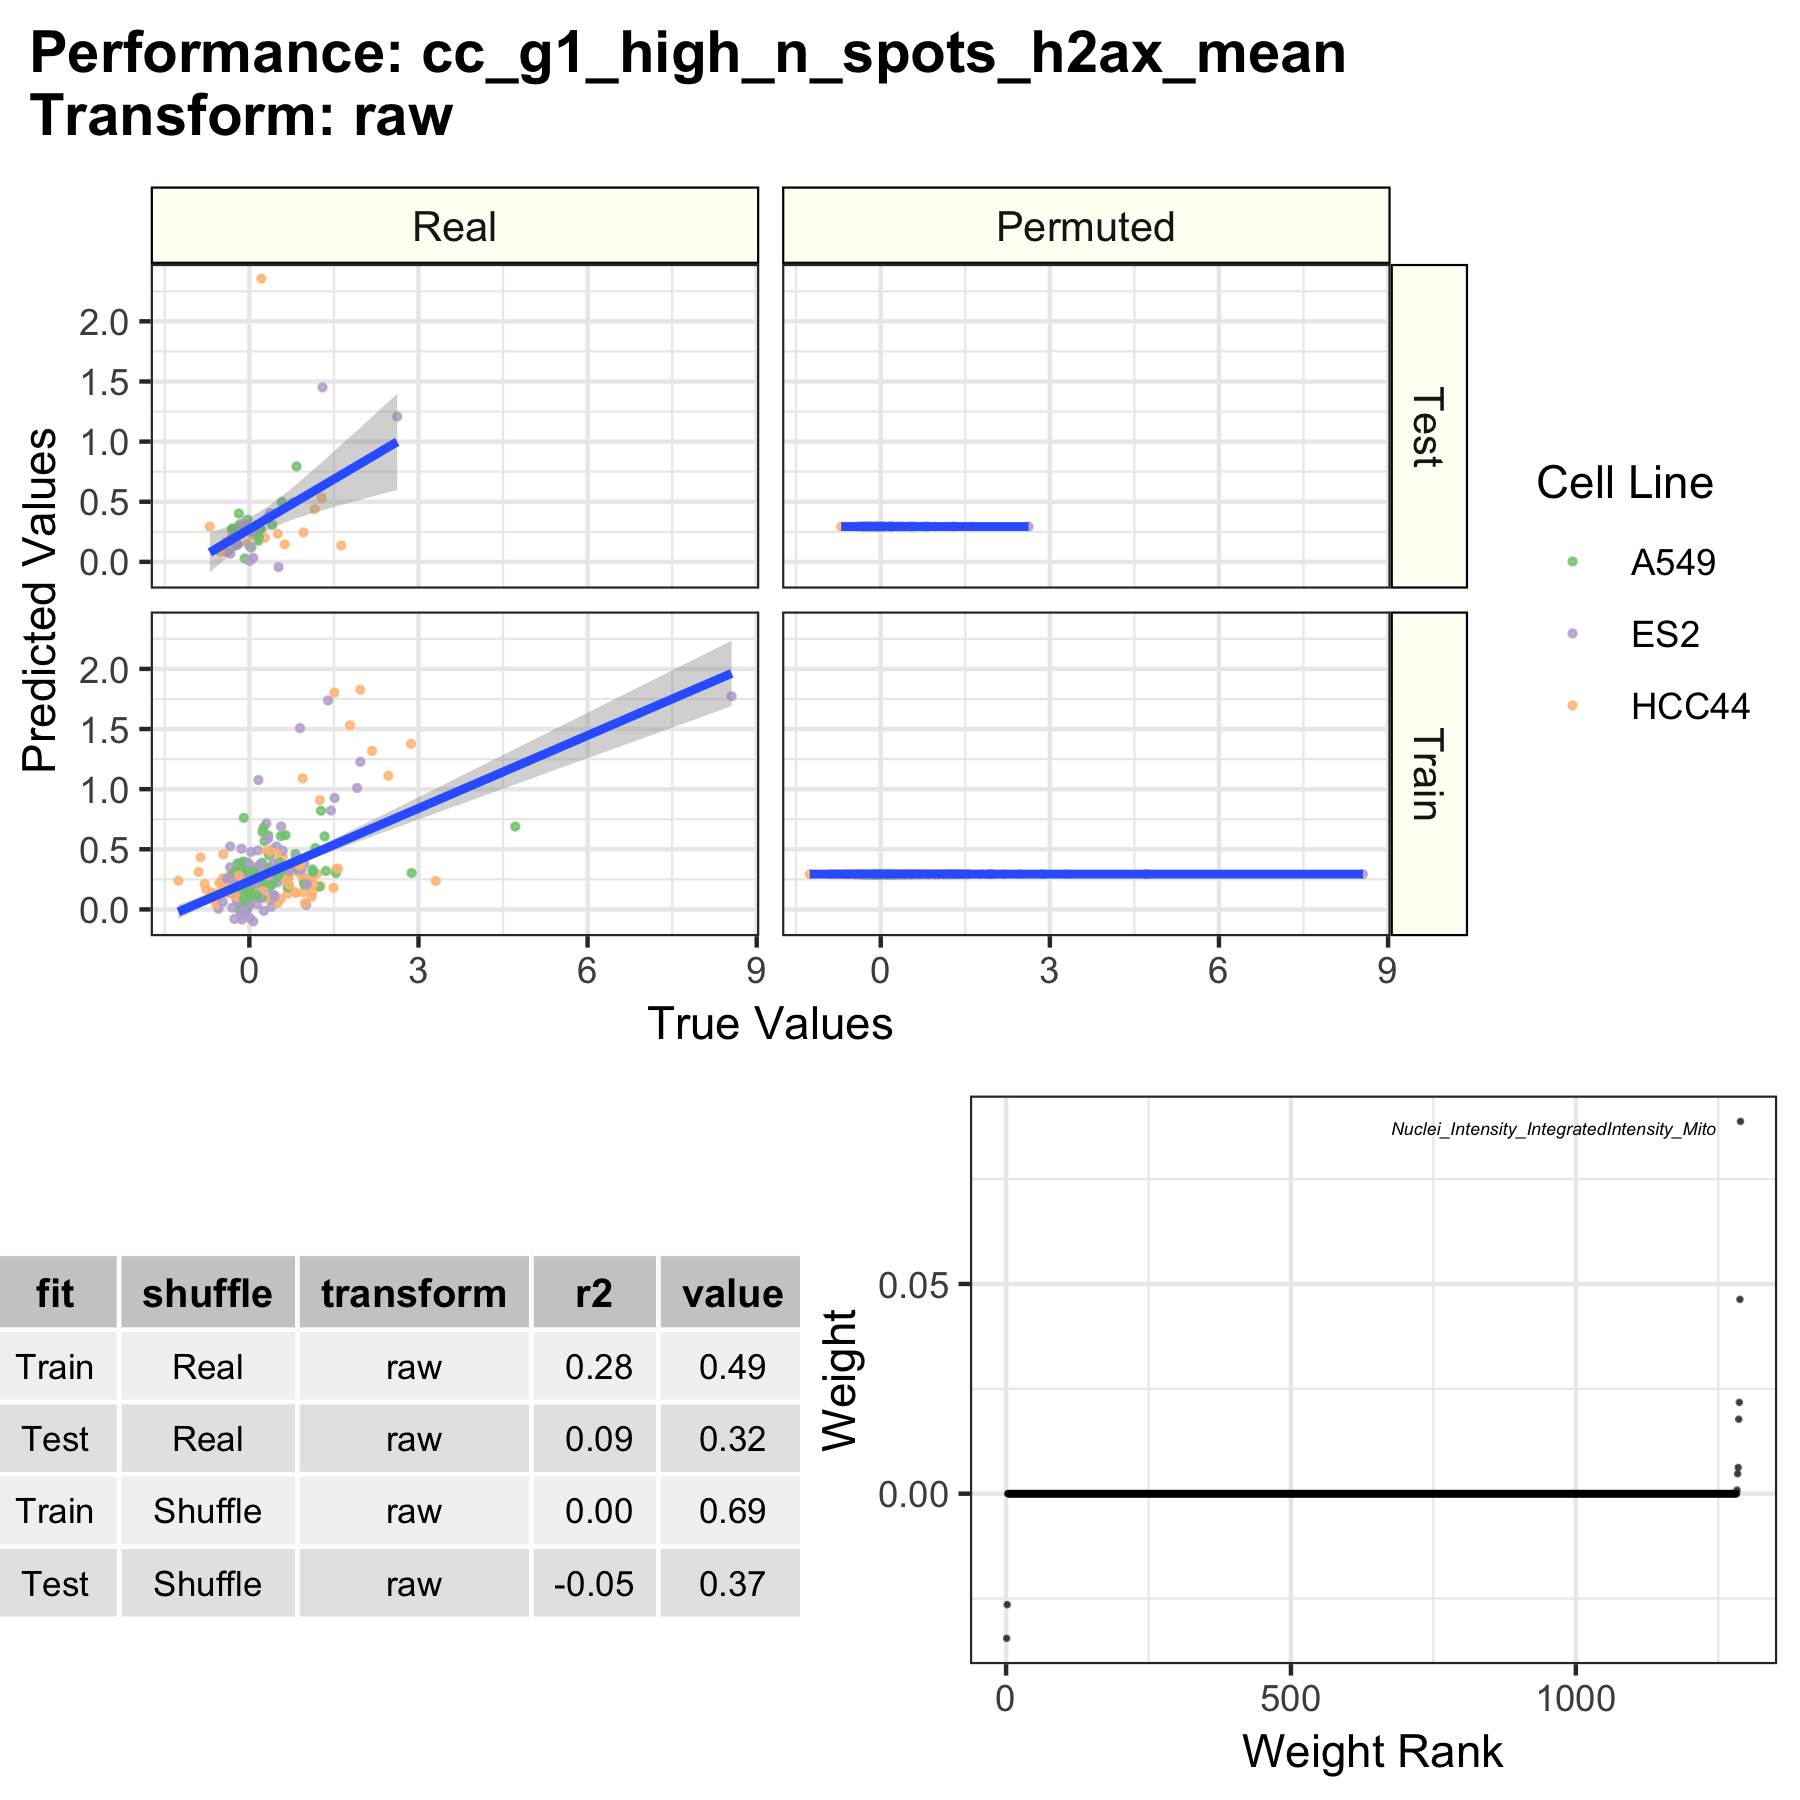 Performance: cc_g1_high_n_spots_h2ax_mean
Transform: raw
Real
Permuted
2.0
1.5
1.0
0.5
0.0
Test
2.0
1.5
1.0
0.5
0.0
Train
0
3
6
9
0
3
6
9
True Values
Predicted Values
Cell Line
A549
ES2
HCC44
fit shuffle transform r2 value
Train Real raw 0.28 0.49
Test Real raw 0.09 0.32
Train Shuffle raw 0.00 0.69
Test Shuffle raw -0.05 0.37
Nuclei_Intensity_IntegratedIntensity_Mito
0.05
0.00
Weight
0
500
1000
Weight Rank